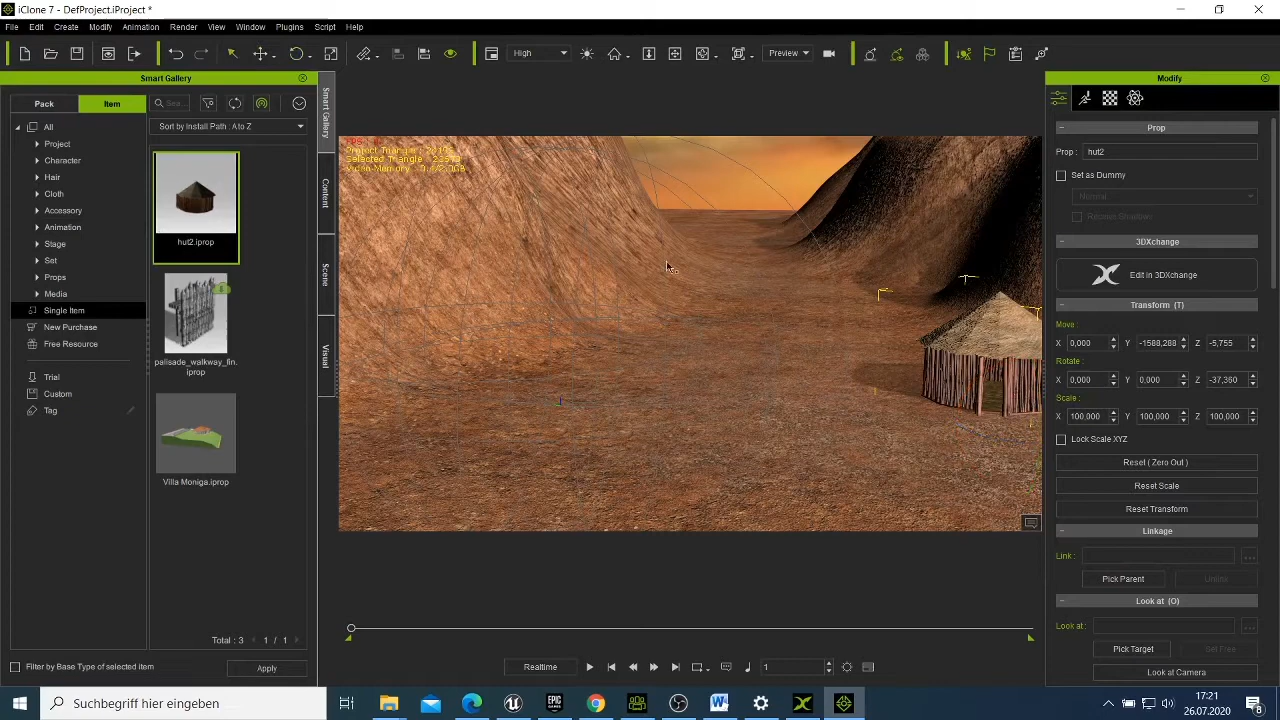 iClone 7 - DefProject.iProject *
File Edit Create Modify Animation Render View Window Plugins Script Help
High
Preview
Smart Gallery
Modify
Pack Item
Sea...
Sort by Install Path : A to Z
All
Project
Character
Hair
Cloth
Accessory
Animation
Stage
Set
Props
Media
Single Item
New Purchase
Free Resource
Trial
Custom
Tag
hut2.iprop
palisade_walkway_fin.
iprop
Villa Moniga.iprop
Total : 3 1 / 1
Filter by Base Type of selected item
Apply
Smart Gallery
Content
Scene
Visual
Selected Triangle
Prop
Prop : hut2
Set as Dummy
Normal
3DXchange
Edit in 3DXchange
Transform (T)
Move :
X 0,000 Y -1588,288 Z -5,755
Rotate :
X 0,000 Y 0,000 Z -37,360
Scale :
X 100,000 Y 100,000 Z 100,000
Lock Scale XYZ
Reset ( Zero Out )
Reset Scale
Reset Transform
Linkage
Link :
Pick Parent Unlink
Look at (O)
Look at :
Pick Target Set Free
Look at Camera
Realtime
1
Suchbegriff hier eingeben
17:21
26.07.2020